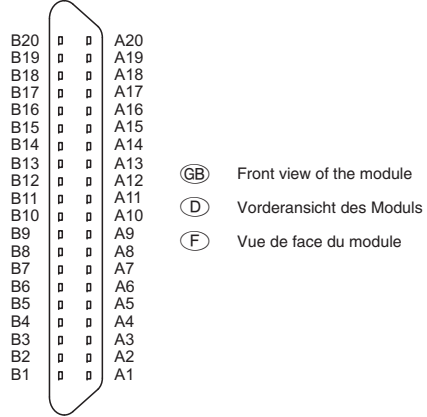 B20 A20
B19 A19
B18 A18
B17 A17
B16 A16
B15 A15
B14 A14
B13 A13
B12 A12
B11 A11
B10 A10
B9 A9
B8 A8
B7 A7
B6 A6
B5 A5
B4 A4
B3 A3
B2 A2
B1 A1
GB Front view of the module
D Vorderansicht des Moduls
F Vue de face du module